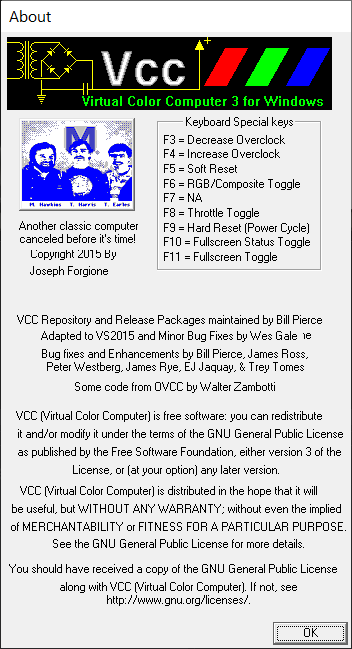 About
Vcc
Virtual Color Computer 3 for Windows
M
M. Hawkins T. Harris T. Earles
Another classic computer
canceled before it's time!
Copyright 2015 By
Joseph Forgione
Keyboard Special keys
F3 = Decrease Overclock
F4 = Increase Overclock
F5 = Soft Reset
F6 = RGB/Composite Toggle
F7 = NA
F8 = Throttle Toggle
F9 = Hard Reset (Power Cycle)
F10 = Fullscreen Status Toggle
F11 = Fullscreen Toggle
VCC Repository and Release Packages maintained by Bill Pierce
Adapted to VS2015 and Minor Bug Fixes by Wes Gale
Bug fixes and Enhancements by Bill Pierce, James Ross,
Peter Westberg, James Rye, EJ Jaquay, & Trey Tomes
Some code from OVCC by Walter Zambotti
VCC (Virtual Color Computer) is free software: you can redistribute
it and/or modify it under the terms of the GNU General Public License
as published by the Free Software Foundation, either version 3 of the
License, or (at your option) any later version.
VCC (Virtual Color Computer) is distributed in the hope that it will
be useful, but WITHOUT ANY WARRANTY; without even the implied
of MERCHANTABILITY or FITNESS FOR A PARTICULAR PURPOSE.
See the GNU General Public License for more details.
You should have received a copy of the GNU General Public License
along with VCC (Virtual Color Computer). If not, see
http://www.gnu.org/licenses/.
OK